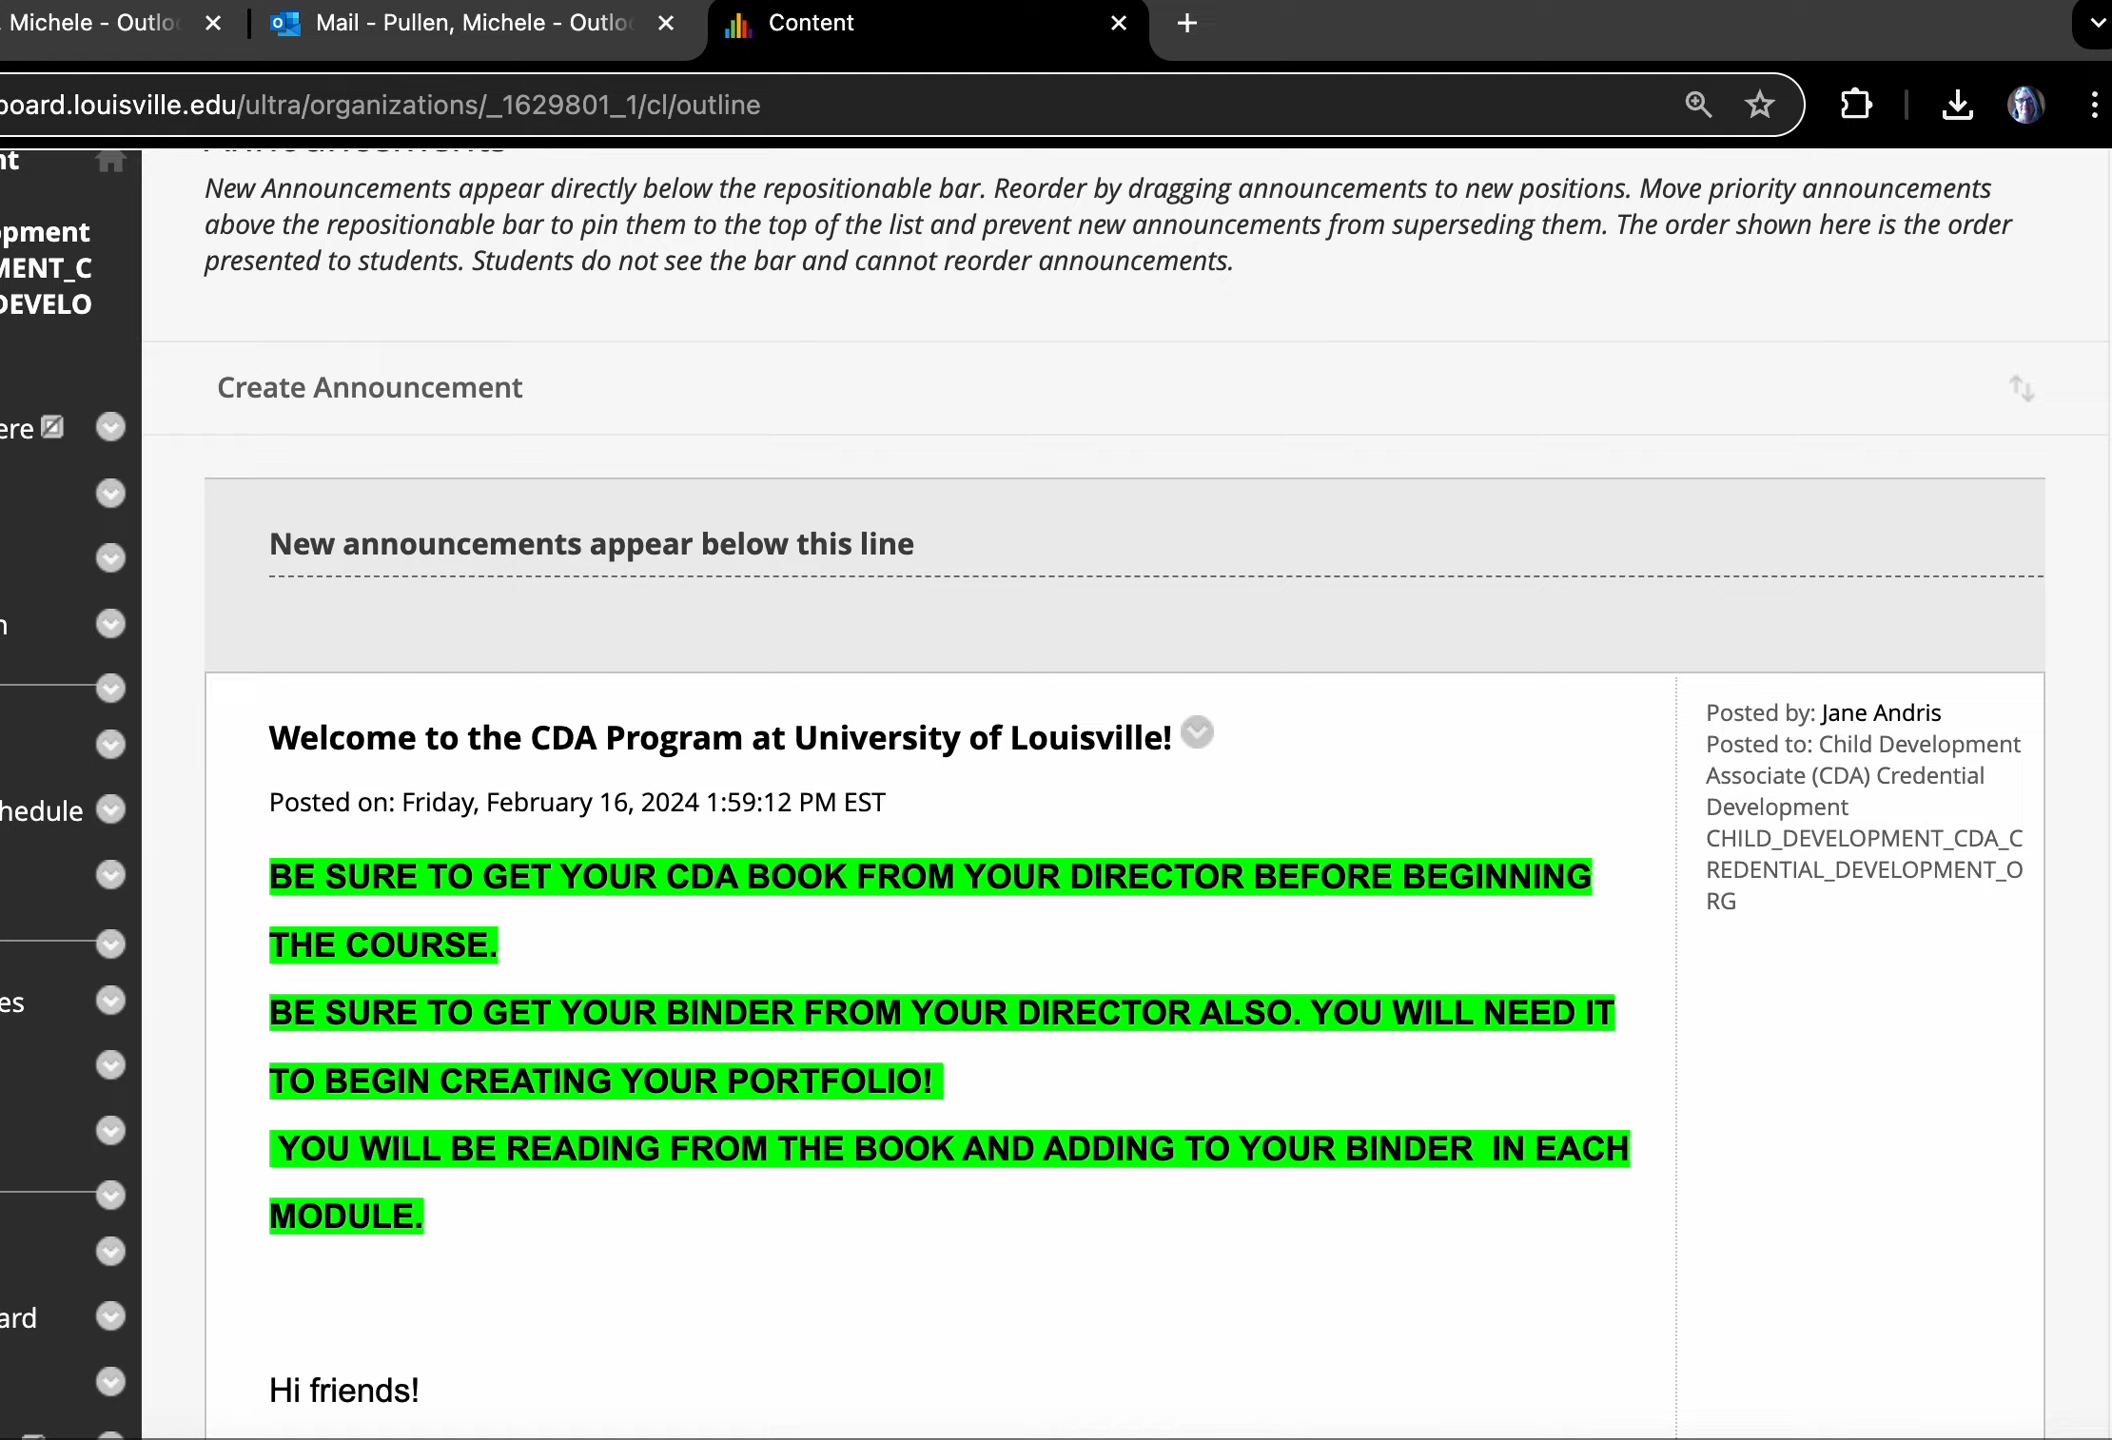 Michele - Outlo
Mail - Pullen, Michele - Outlo
Content
board.louisville.edu/ultra/organizations/_1629801_1/cl/outline
Announcements
New Announcements appear directly below the repositionable bar. Reorder by dragging announcements to new positions. Move priority announcements
above the repositionable bar to pin them to the top of the list and prevent new announcements from superseding them. The order shown here is the order
presented to students. Students do not see the bar and cannot reorder announcements.
nt
opment
MENT_C
DEVELO
ere
n
hedule
es
ard
Create Announcement
New announcements appear below this line
Welcome to the CDA Program at University of Louisville!
Posted on: Friday, February 16, 2024 1:59:12 PM EST
BE SURE TO GET YOUR CDA BOOK FROM YOUR DIRECTOR BEFORE BEGINNING
THE COURSE.
BE SURE TO GET YOUR BINDER FROM YOUR DIRECTOR ALSO. YOU WILL NEED IT
TO BEGIN CREATING YOUR PORTFOLIO!
YOU WILL BE READING FROM THE BOOK AND ADDING TO YOUR BINDER IN EACH
MODULE.
Hi friends!
Posted by: Jane Andris
Posted to: Child Development
Associate (CDA) Credential
Development
CHILD_DEVELOPMENT_CDA_C
REDENTIAL_DEVELOPMENT_O
RG